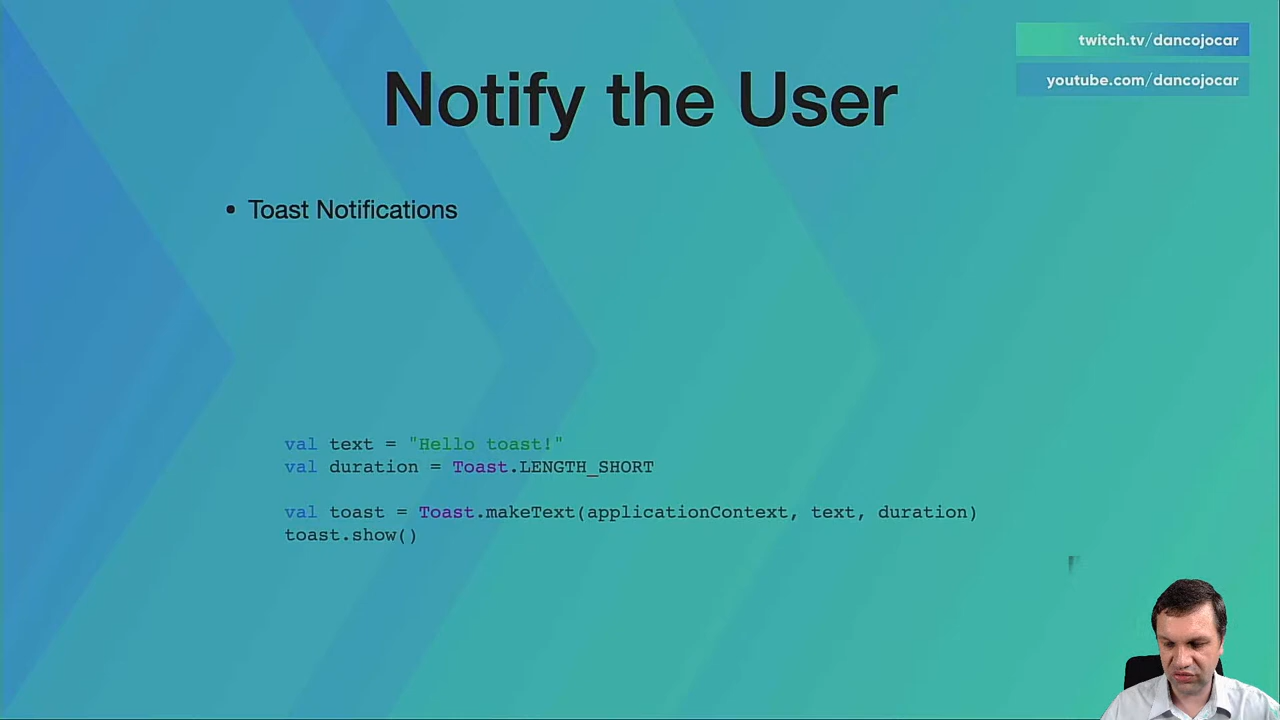 twitch.tv/dancojocar
youtube.com/dancojocar
Notify the User
• Toast Notifications
val text = "Hello toast!"
val duration = Toast.LENGTH_SHORT
val toast = Toast.makeText(applicationContext, text, duration)
toast.show()